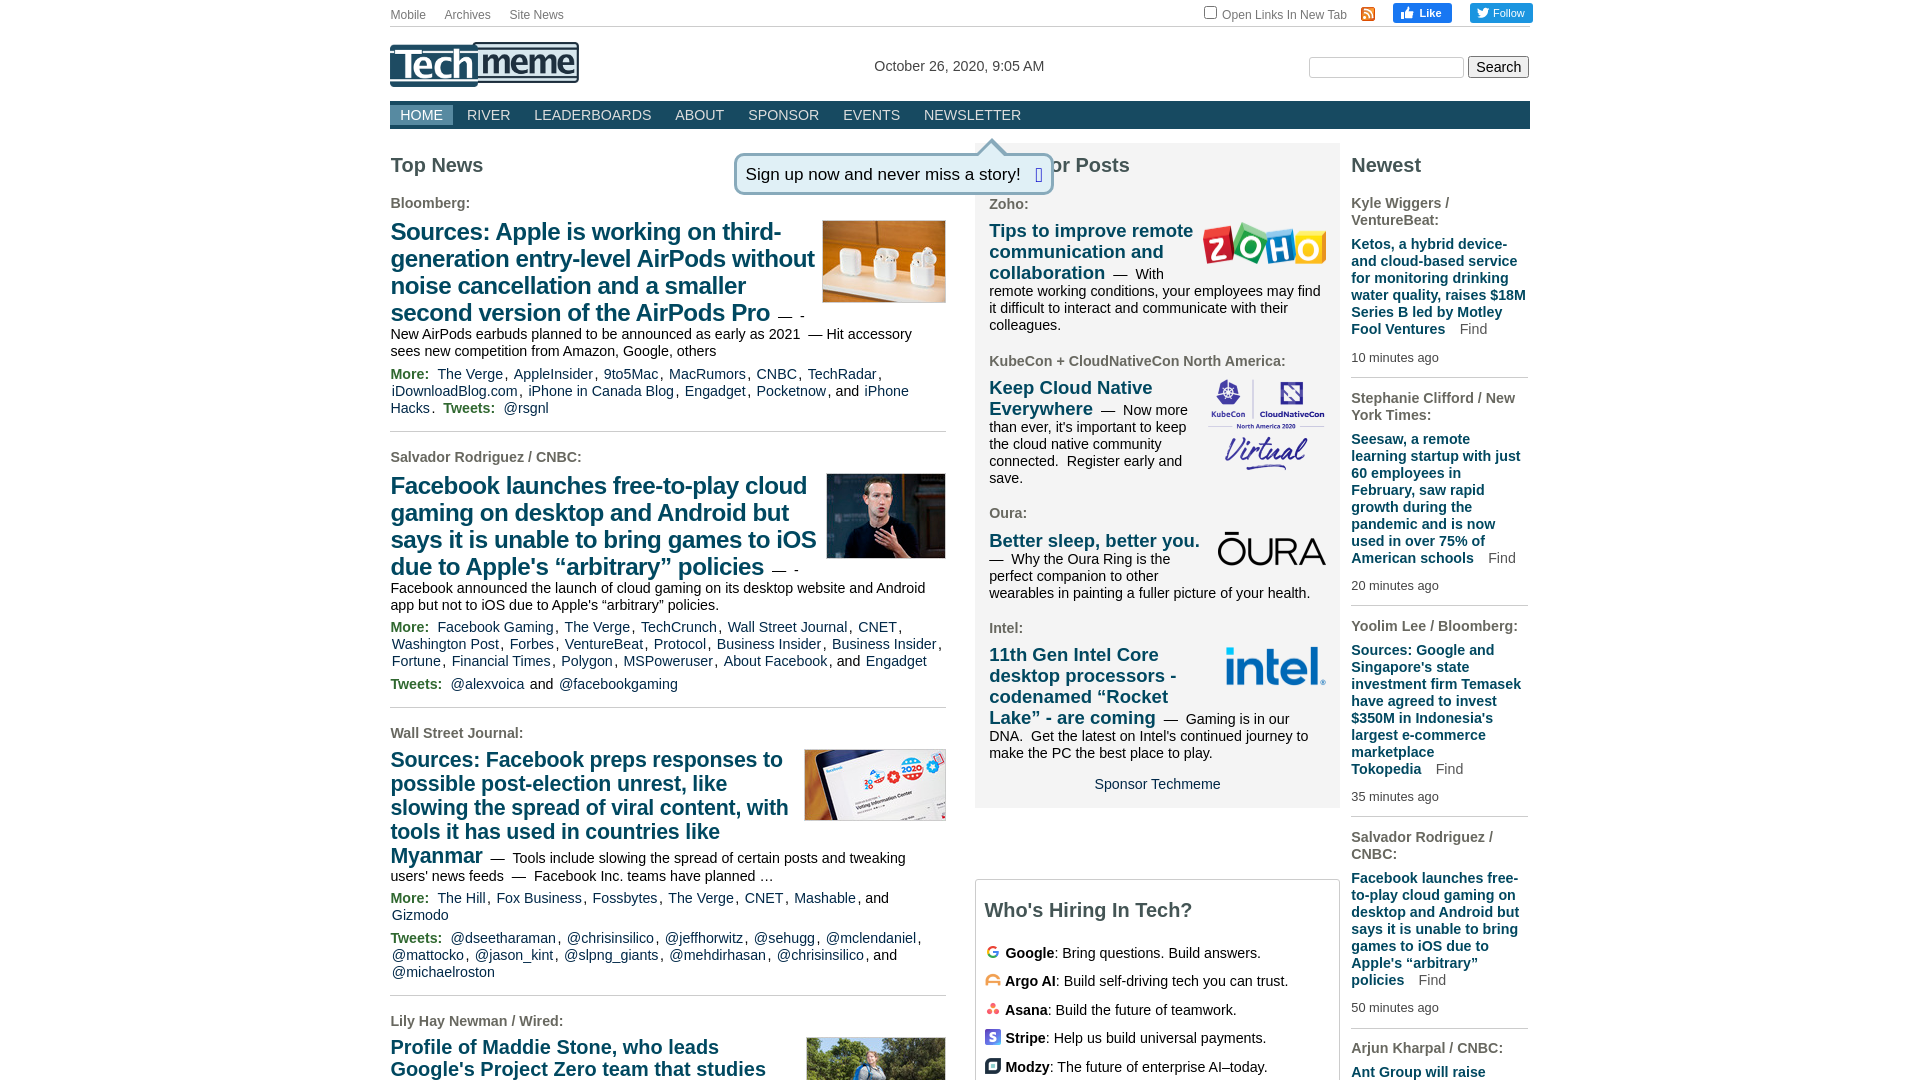 Mobile Archives Site News
Open Links In New Tab Like Follow
Techmeme
October 26, 2020, 9:05 AM
Search
HOME RIVER LEADERBOARDS ABOUT SPONSOR EVENTS NEWSLETTER
Sign up now and never miss a story!
Top News
Bloomberg:
Sources: Apple is working on third-
generation entry-level AirPods without
noise cancellation and a smaller
second version of the AirPods Pro — -
New AirPods earbuds planned to be announced as early as 2021 — Hit accessory
sees new competition from Amazon, Google, others
More: The Verge, AppleInsider, 9to5Mac, MacRumors, CNBC, TechRadar,
iDownloadBlog.com, iPhone in Canada Blog, Engadget, Pocketnow, and iPhone
Hacks. Tweets: @rsgnl
Salvador Rodriguez / CNBC:
Facebook launches free-to-play cloud
gaming on desktop and Android but
says it is unable to bring games to iOS
due to Apple's “arbitrary” policies — -
Facebook announced the launch of cloud gaming on its desktop website and Android
app but not to iOS due to Apple's “arbitrary” policies.
More: Facebook Gaming, The Verge, TechCrunch, Wall Street Journal, CNET,
Washington Post, Forbes, VentureBeat, Protocol, Business Insider, Business Insider,
Fortune, Financial Times, Polygon, MSPoweruser, About Facebook, and Engadget
Tweets: @alexvoica and @facebookgaming
Wall Street Journal:
Sources: Facebook preps responses to
possible post-election unrest, like
slowing the spread of viral content, with
tools it has used in countries like
Myanmar — Tools include slowing the spread of certain posts and tweaking
users' news feeds — Facebook Inc. teams have planned …
More: The Hill, Fox Business, Fossbytes, The Verge, CNET, Mashable, and
Gizmodo
Tweets: @dseetharaman, @chrisinsilico, @jeffhorwitz, @sehugg, @mclendaniel,
@mattocko, @jason_kint, @slpng_giants, @mehdirhasan, @chrisinsilico, and
@michaelroston
Lily Hay Newman / Wired:
Profile of Maddie Stone, who leads
Google's Project Zero team that studies
or Posts
Zoho:
ZOHO
Tips to improve remote
communication and
collaboration — With
remote working conditions, your employees may find
it difficult to interact and communicate with their
colleagues.
KubeCon + CloudNativeCon North America:
KubeCon CloudNativeCon
North America 2020
Virtual
Keep Cloud Native
Everywhere — Now more
than ever, it's important to keep
the cloud native community
connected. Register early and
save.
Oura:
ŌURA
Better sleep, better you.
— Why the Oura Ring is the
perfect companion to other
wearables in painting a fuller picture of your health.
Intel:
intel.
11th Gen Intel Core
desktop processors -
codenamed “Rocket
Lake” - are coming — Gaming is in our
DNA. Get the latest on Intel's continued journey to
make the PC the best place to play.
Sponsor Techmeme
Who's Hiring In Tech?
Google: Bring questions. Build answers.
Argo AI: Build self-driving tech you can trust.
Asana: Build the future of teamwork.
Stripe: Help us build universal payments.
Modzy: The future of enterprise AI–today.
Newest
Kyle Wiggers /
VentureBeat:
Ketos, a hybrid device-
and cloud-based service
for monitoring drinking
water quality, raises $18M
Series B led by Motley
Fool Ventures Find
10 minutes ago
Stephanie Clifford / New
York Times:
Seesaw, a remote
learning startup with just
60 employees in
February, saw rapid
growth during the
pandemic and is now
used in over 75% of
American schools Find
20 minutes ago
Yoolim Lee / Bloomberg:
Sources: Google and
Singapore's state
investment firm Temasek
have agreed to invest
$350M in Indonesia's
largest e-commerce
marketplace
Tokopedia Find
35 minutes ago
Salvador Rodriguez /
CNBC:
Facebook launches free-
to-play cloud gaming on
desktop and Android but
says it is unable to bring
games to iOS due to
Apple's “arbitrary”
policies Find
50 minutes ago
Arjun Kharpal / CNBC:
Ant Group will raise